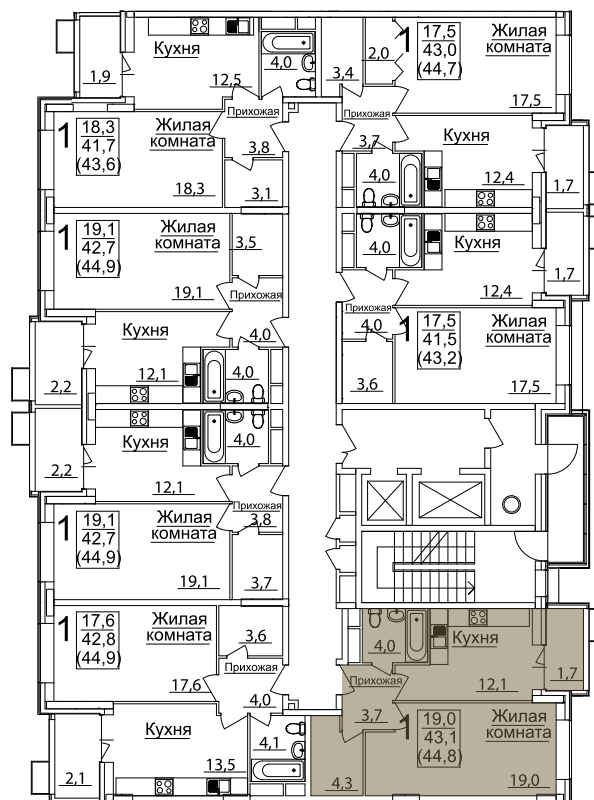 Кухня
1,9
12,5
4,0
3,4
2,0
1
17,5
43,0
(44,7)
Жилая
комната
17,5
1
18,3
41,7
(43,6)
Жилая
комната
18,3
Прихожая
3,8
3,1
3,7
Прихожая
Кухня
4,0
12,4
1,7
1
19,1
42,7
(44,9)
Жилая
комната
19,1
3,5
Прихожая
4,0
4,0
Кухня
12,4
1,7
Кухня
12,1
4,0
2,2
4,0
1
17,5
41,5
(43,2)
Жилая
комната
17,5
3,6
Кухня
12,1
4,0
2,2
1
19,1
42,7
(44,9)
Жилая
комната
19,1
Прихожая
3,8
3,7
1
17,6
42,8
(44,9)
Жилая
комната
17,6
3,6
Прихожая
4,0
4,0
Кухня
12,1
1,7
Прихожая
3,7
1
19,0
43,1
(44,8)
Жилая
комната
19,0
4,3
Кухня
13,5
4,1
2,1